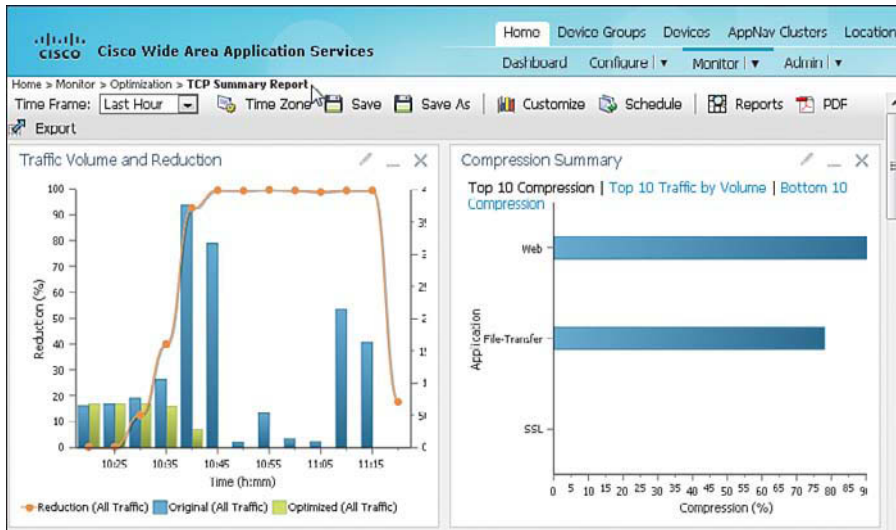 Home Device Groups Devices AppNav Clusters Location
CISCO Cisco Wide Area Application Services
Dashboard Configure | Monitor | Admin |
Home > Monitor > Optimization > TCP Summary Report
Time Frame: Last Hour Time Zone Save Save As | Customize Schedule | Reports PDF
Export
Traffic Volume and Reduction
100
90
80
70
60
50
40
30
20
10
0
Reduction (%)
10:25 10:35 10:45 10:55 11:05 11:15
Time (h:mm)
Reduction (All Traffic) Original (All Traffic) Optimized (All Traffic)
Compression Summary
Top 10 Compression | Top 10 Traffic by Volume | Bottom 10
Compression
Web
File-Transfer
SSL
Application
0 5 10 15 20 25 30 35 40 45 50 55 60 65 70 75 80 85
Compression (%)